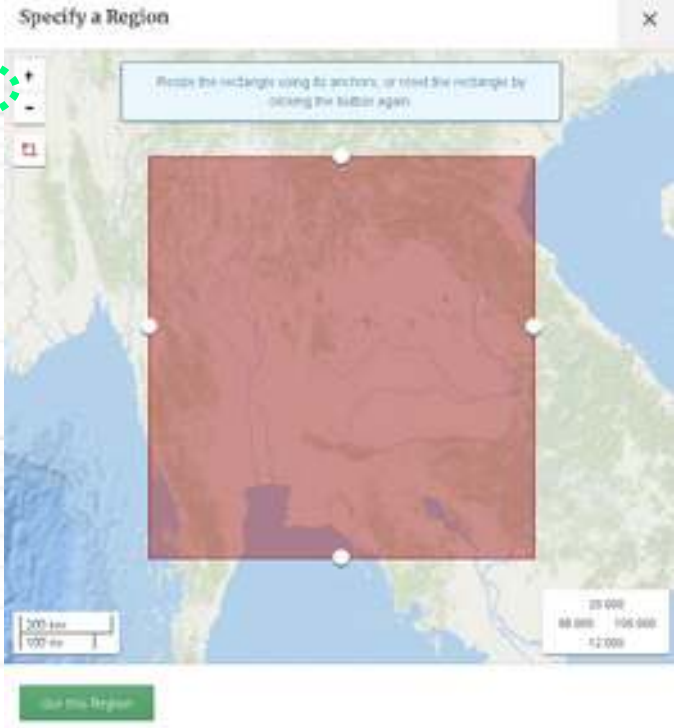 Specify a Region
×
+
-
Resize the rectangle using its anchors, or reset the rectangle by
clicking the button again
200 km
100 mi
20.000
98.000 106.000
12.000
Use this Region